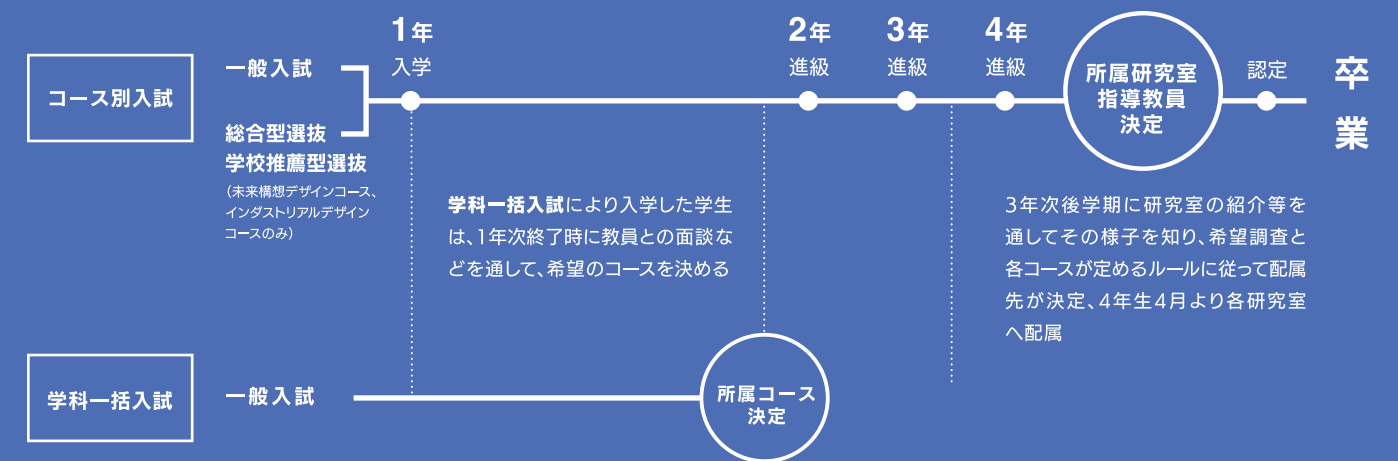 コース別入試
一般入試
総合型選抜
学校推薦型選抜
（未来構想デザインコース、
インダストリアルデザイン
コースのみ）
1年
入学
2年
進級
3年
進級
4年
進級
所属研究室
指導教員
決定
認定
卒業
学科一括入試により入学した学生
は、1年次終了時に教員との面談な
どを通して、希望のコースを決める
3年次後学期に研究室の紹介等を
通してその様子を知り、希望調査と
各コースが定めるルールに従って配属
先が決定、4年生4月より各研究室
へ配属
学科一括入試
一般入試
所属コース
決定